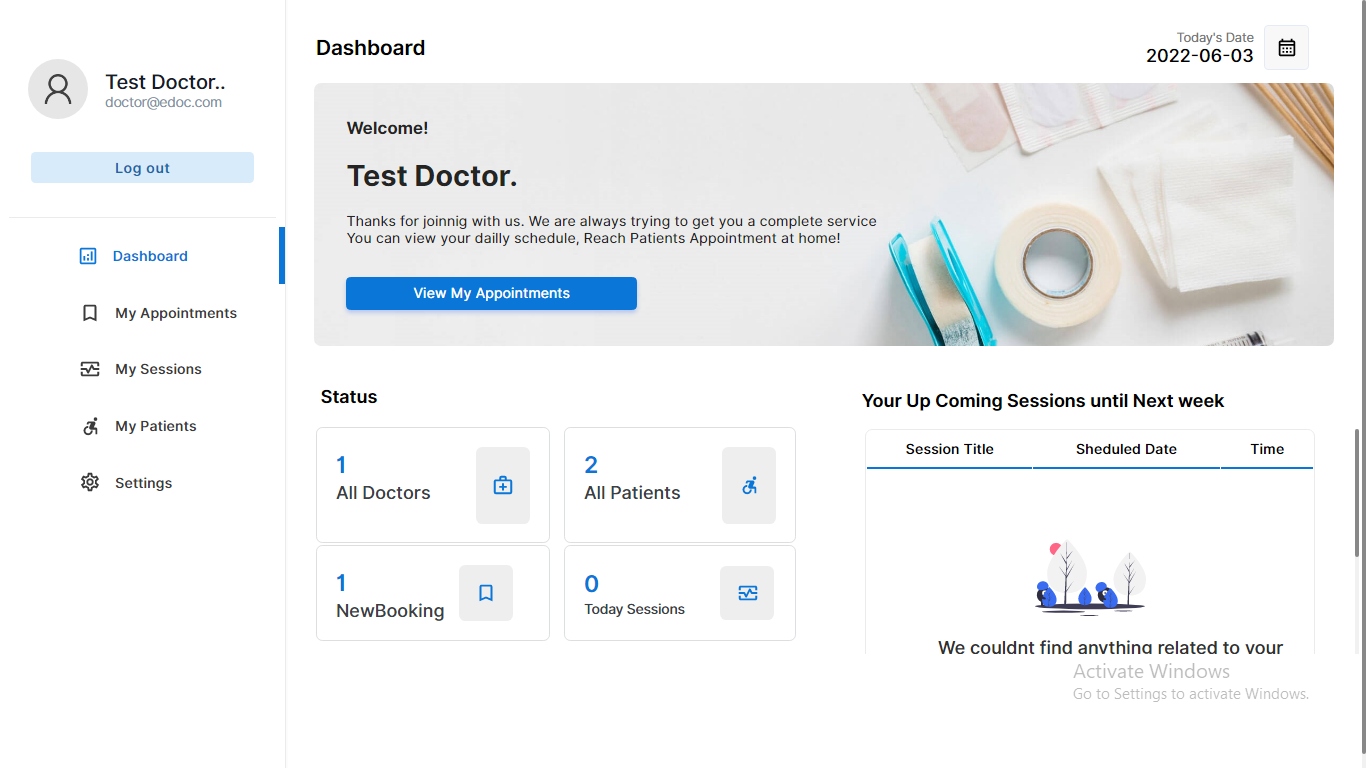 Test Doctor..
doctor@edoc.com
Log out
Dashboard
My Appointments
My Sessions
My Patients
Settings
Dashboard
Today's Date
2022-06-03
Welcome!
Test Doctor.
Thanks for joinnig with us. We are always trying to get you a complete service
You can view your dailly schedule, Reach Patients Appointment at home!
View My Appointments
Status
1
All Doctors
2
All Patients
1
NewBooking
0
Today Sessions
Your Up Coming Sessions until Next week
Session Title Sheduled Date Time
We couldnt find anything related to your
Activate Windows
Go to Settings to activate Windows.